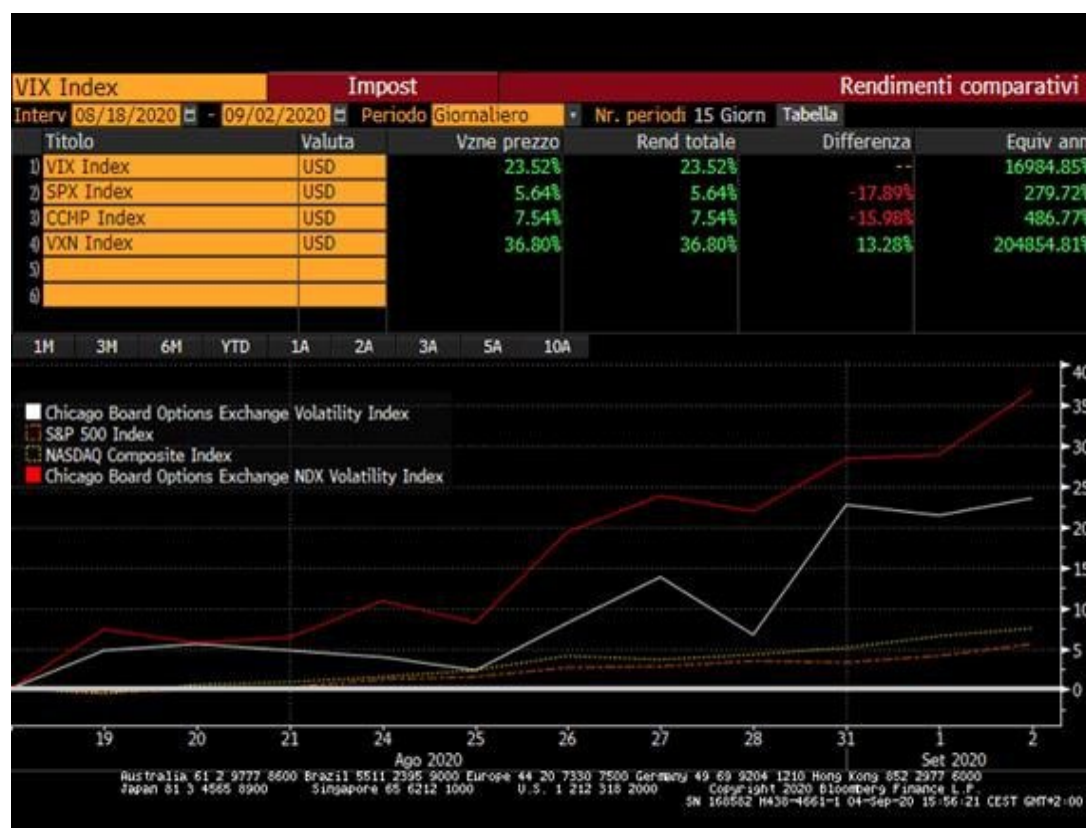 VIX Index Impost Rendimenti comparativi
Interv 08/18/2020 - 09/02/2020 Periodo Giornaliero Nr. periodi 15 Giorn Tabella
Titolo Valuta Vzne prezzo Rend totale Differenza Equiv ann
1) VIX Index USD 23.52% 23.52% -- 16984.85%
2) SPX Index USD 5.64% 5.64% -17.89% 279.72%
3) CCMP Index USD 7.54% 7.54% -15.98% 486.77%
4) VXN Index USD 36.80% 36.80% 13.28% 204854.81%
5)
6)
1M 3M 6M YTD 1A 2A 3A 5A 10A
40
Chicago Board Options Exchange Volatility Index
35
S&P 500 Index
NASDAQ Composite Index
30
Chicago Board Options Exchange NDX Volatility Index
25
20
15
10
5
0
19 20 21 24 25 26 27 28 31 1 2
Ago 2020 Set 2020
Australia 61 2 9777 8600 Brazil 5511 2395 9000 Europe 44 20 7330 7500 Germany 49 69 9204 1210 Hong Kong 852 2977 6000
Japan 81 3 4565 8900 Singapore 65 6212 1000 U.S. 1 212 318 2000 Copyright 2020 Bloomberg Finance L.P.
SN 168582 H438-4661-1 04-Sep-20 15:56:21 CEST GMT+2:00